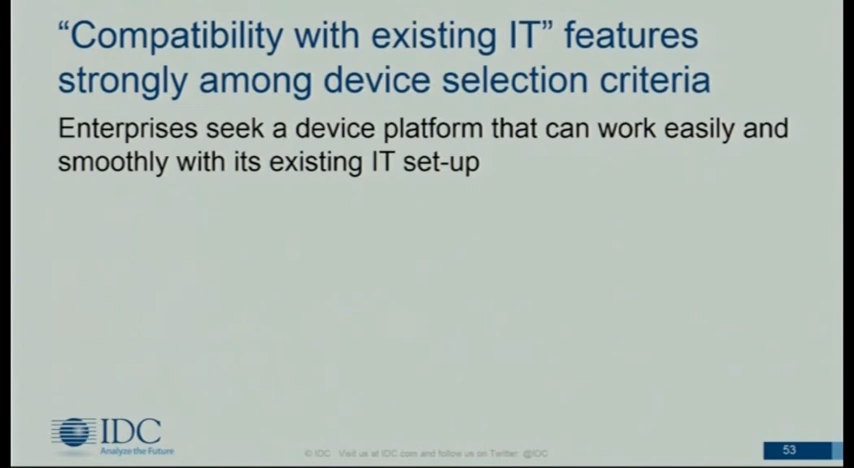 “Compatibility with existing IT” features
strongly among device selection criteria
Enterprises seek a device platform that can work easily and
smoothly with its existing IT set-up
IDC
Analyze the Future
© IDC Visit us at IDC.com and follow us on Twitter: @IDC
53